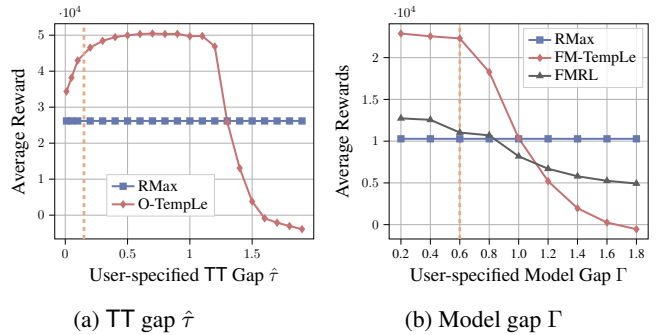 ·10⁴
5
4
3
2
1
0
Average Reward
RMax
O-TempLe
0
0.5
1
1.5
User-specified TT Gap τ̂
(a) TT gap τ̂
·10⁴
2
1.5
1
0.5
0
Average Rewards
RMax
FM-TempLe
FMRL
0.2 0.4 0.6 0.8 1.0 1.2 1.4 1.6 1.8
User-specified Model Gap Γ
(b) Model gap Γ